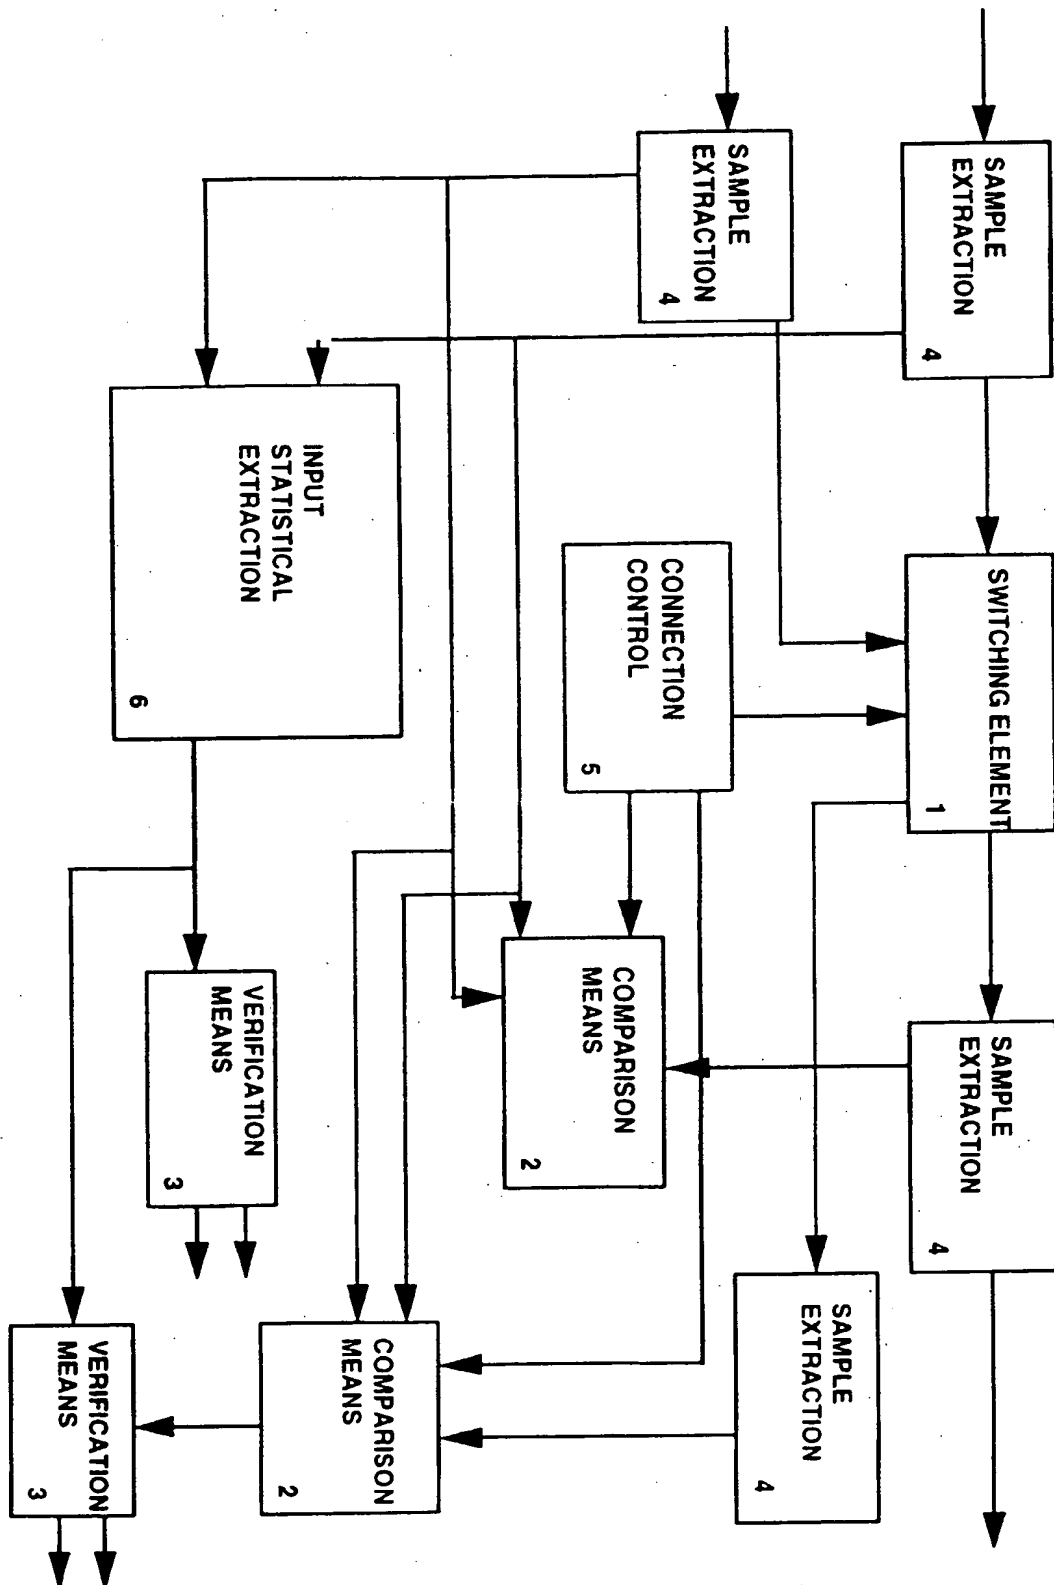 SAMPLE
EXTRACTION
4
SWITCHING ELEMENT
1
SAMPLE
EXTRACTION
4
SAMPLE
EXTRACTION
4
SAMPLE
EXTRACTION
4
CONNECTION
CONTROL
5
COMPARISON
MEANS
2
INPUT
STATISTICAL
EXTRACTION
6
COMPARISON
MEANS
2
VERIFICATION
MEANS
3
VERIFICATION
MEANS
3